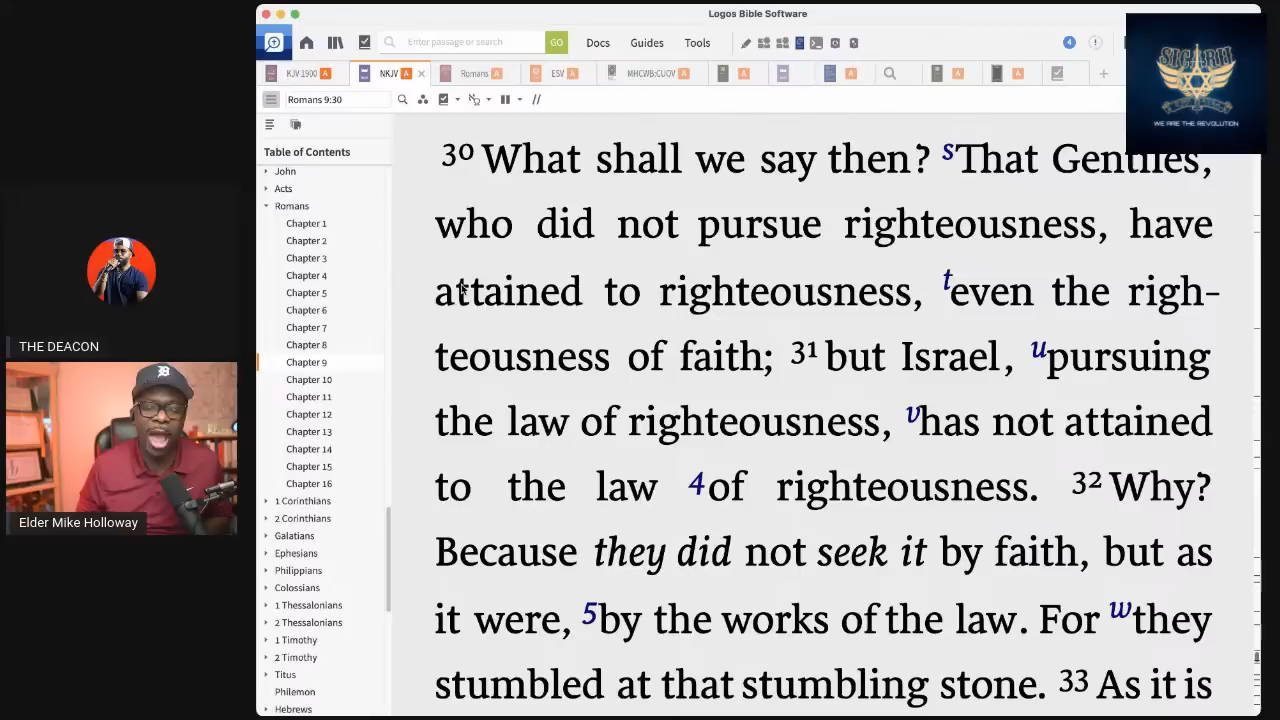 Logos Bible Software
Enter passage or search
GO
Docs
Guides
Tools
4
KJV 1900 A
NKJV A
Romans A
ESV A
MHCWB:CUOV A
A
A
A
A
Romans 9:30
Table of Contents
John
Acts
Romans
Chapter 1
Chapter 2
Chapter 3
Chapter 4
Chapter 5
Chapter 6
Chapter 7
Chapter 8
Chapter 9
Chapter 10
Chapter 11
Chapter 12
Chapter 13
Chapter 14
Chapter 15
Chapter 16
1 Corinthians
2 Corinthians
Galatians
Ephesians
Philippians
Colossians
1 Thessalonians
2 Thessalonians
1 Timothy
2 Timothy
Titus
Philemon
Hebrews
30 What shall we say then? sThat Gentiles,
who did not pursue righteousness, have
attained to righteousness, teven the righ-
teousness of faith; 31 but Israel, upursuing
the law of righteousness, vhas not attained
to the law 4of righteousness. 32 Why?
Because they did not seek it by faith, but as
it were, 5by the works of the law. For wthey
stumbled at that stumbling stone. 33 As it is
SICARII
WE ARE THE REVOLUTION
THE DEACON
Elder Mike Holloway